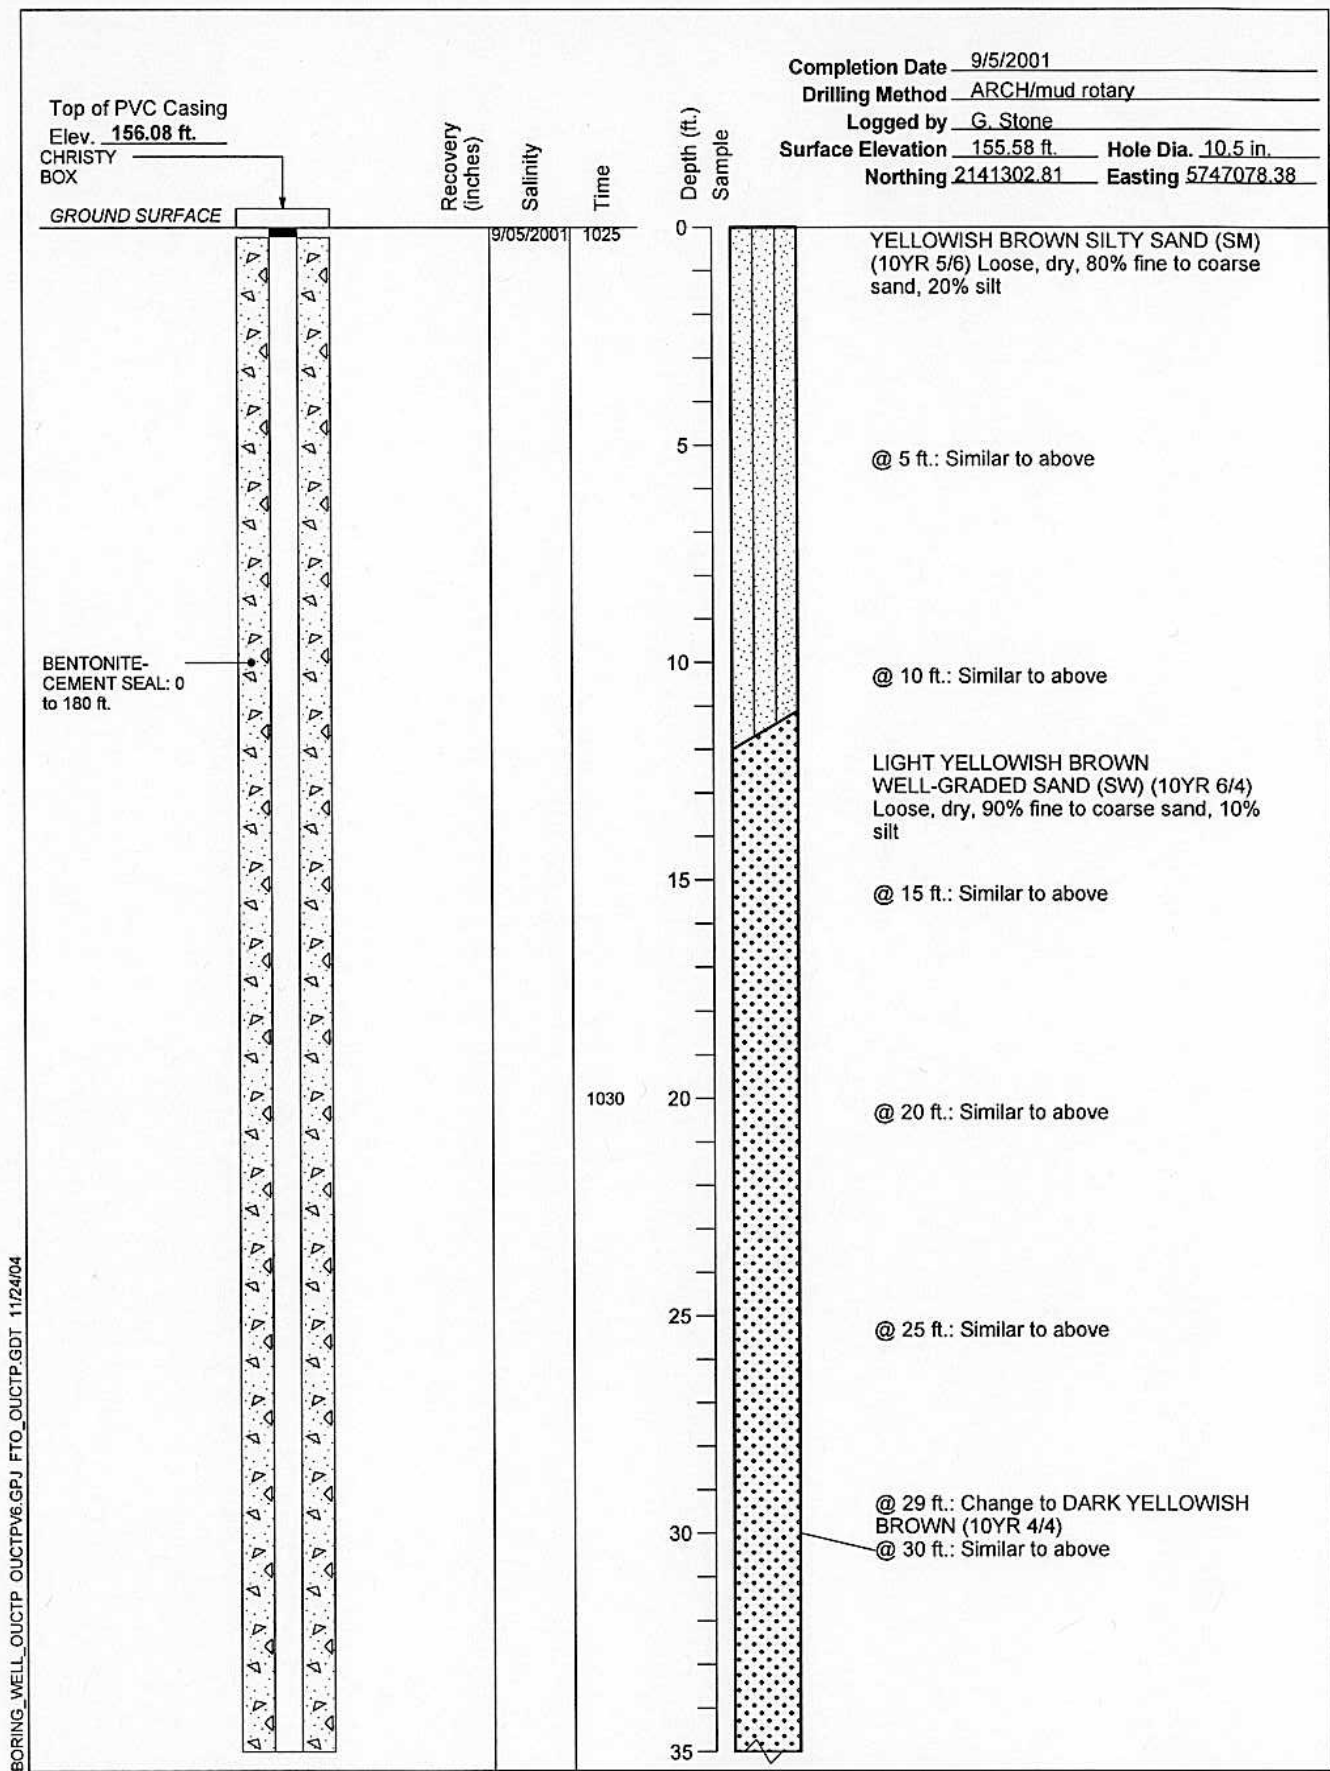 Completion Date 9/5/2001
Drilling Method ARCH/mud rotary
Logged by G. Stone
Surface Elevation 155.58 ft. Hole Dia. 10.5 in.
Northing 2141302.81 Easting 5747078.38
Top of PVC Casing
Elev. 156.08 ft.
CHRISTY
BOX
GROUND SURFACE
Recovery
(inches)
Salinity
Time
Depth (ft.)
Sample
9/05/2001 1025
0
YELLOWISH BROWN SILTY SAND (SM)
(10YR 5/6) Loose, dry, 80% fine to coarse
sand, 20% silt
5
@ 5 ft.: Similar to above
BENTONITE-
CEMENT SEAL: 0
to 180 ft.
10
@ 10 ft.: Similar to above
LIGHT YELLOWISH BROWN
WELL-GRADED SAND (SW) (10YR 6/4)
Loose, dry, 90% fine to coarse sand, 10%
silt
15
@ 15 ft.: Similar to above
1030
20
@ 20 ft.: Similar to above
25
@ 25 ft.: Similar to above
@ 29 ft.: Change to DARK YELLOWISH
BROWN (10YR 4/4)
30
@ 30 ft.: Similar to above
35
BORING_WELL_OUCTP OUCTPV6.GPJ FTO_OUCTP.GDT 11/24/04